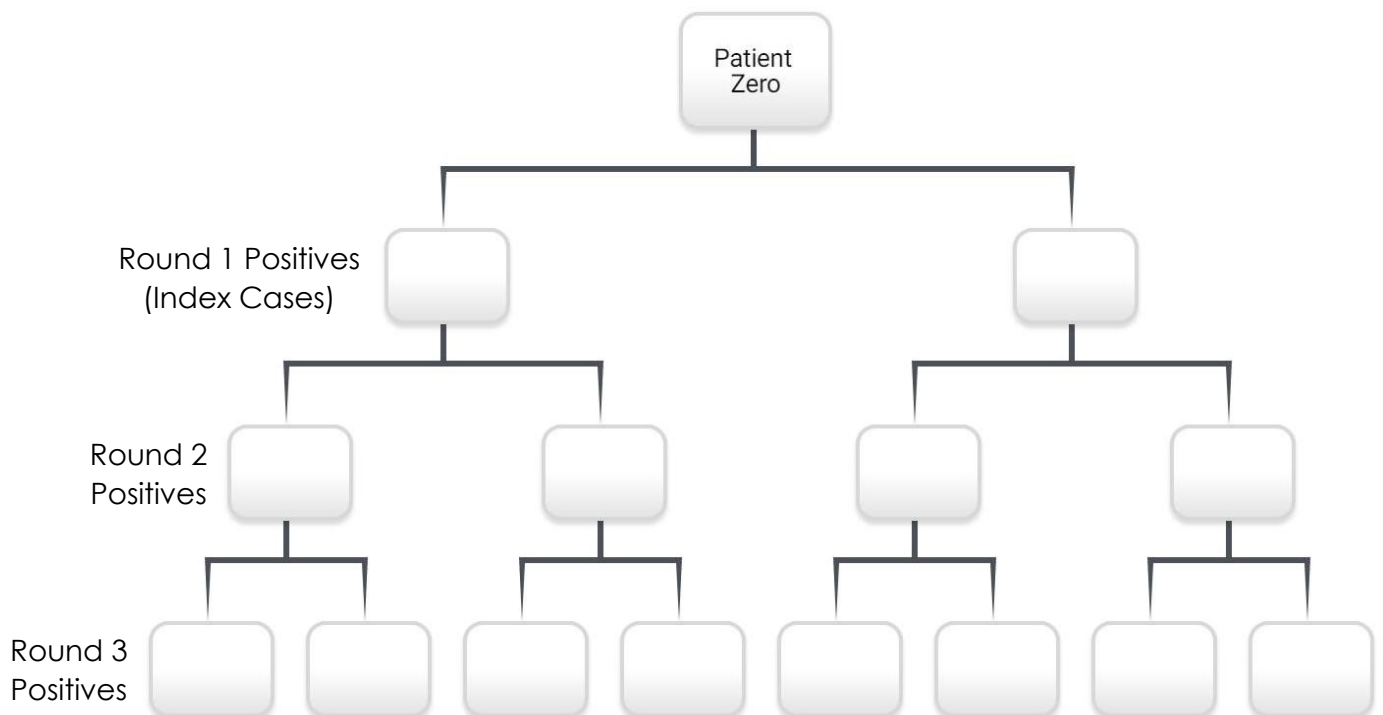 Patient
Zero
Round 1 Positives
(Index Cases)
Round 2
Positives
Round 3
Positives